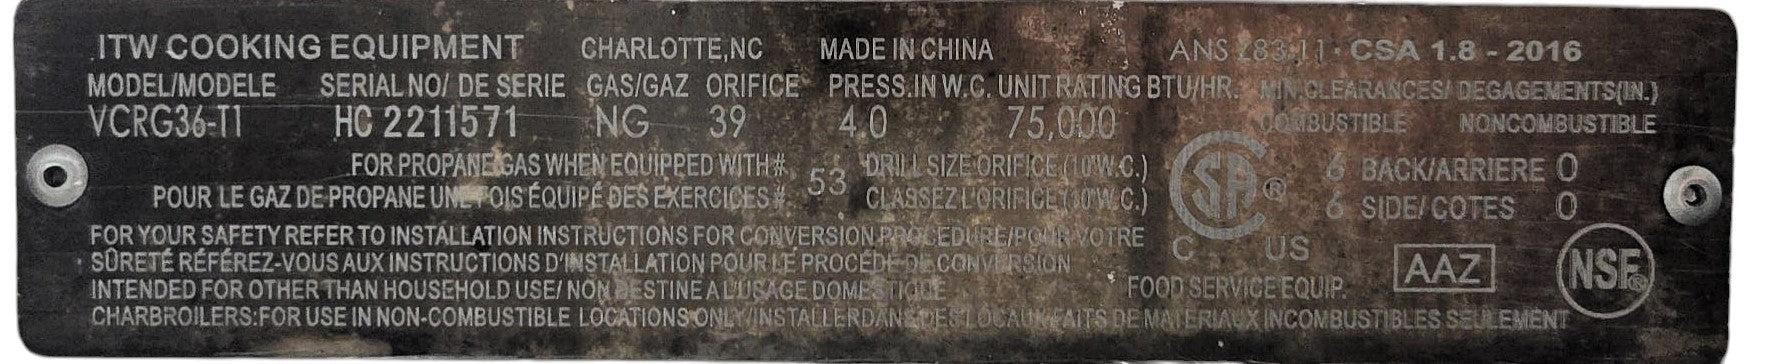 ITW COOKING EQUIPMENT CHARLOTTE,NC MADE IN CHINA ANS Z83.11· CSA 1.8 - 2016
MODEL/MODELE SERIAL NO/ DE SERIE GAS/GAZ ORIFICE PRESS.IN W.C. UNIT RATING BTU/HR. MIN.CLEARANCES/ DEGAGEMENTS(IN.)
VCRG36-T1 HC 2211571 NG 39 4.0 75,000 COMBUSTIBLE NONCOMBUSTIBLE
FOR PROPANE GAS WHEN EQUIPPED WITH# 53 DRILL SIZE ORIFICE (10"W.C.) CSA ® 6 BACK/ARRIERE 0
POUR LE GAZ DE PROPANE UNE FOIS ÉQUIPÉ DES EXERCICES # CLASSEZ L'ORIFICE (10"W.C.) 6 SIDE/ COTES 0
FOR YOUR SAFETY REFER TO INSTALLATION INSTRUCTIONS FOR CONVERSION PROCEDURE/POUR VOTRE C US
SÛRETÉ RÉFÉREZ-VOUS AUX INSTRUCTIONS D'INSTALLATION POUR LE PROCÉDÉ DE CONVERSION AAZ NSF®
INTENDED FOR OTHER THAN HOUSEHOLD USE/ NON DESTINE A L'USAGE DOMESTIQUE FOOD SERVICE EQUIP.
CHARBROILERS:FOR USE IN NON-COMBUSTIBLE LOCATIONS ONLY/INSTALLER DANS DES LOCAUX FAITS DE MATERIAUX INCOMBUSTIBLES SEULEMENT